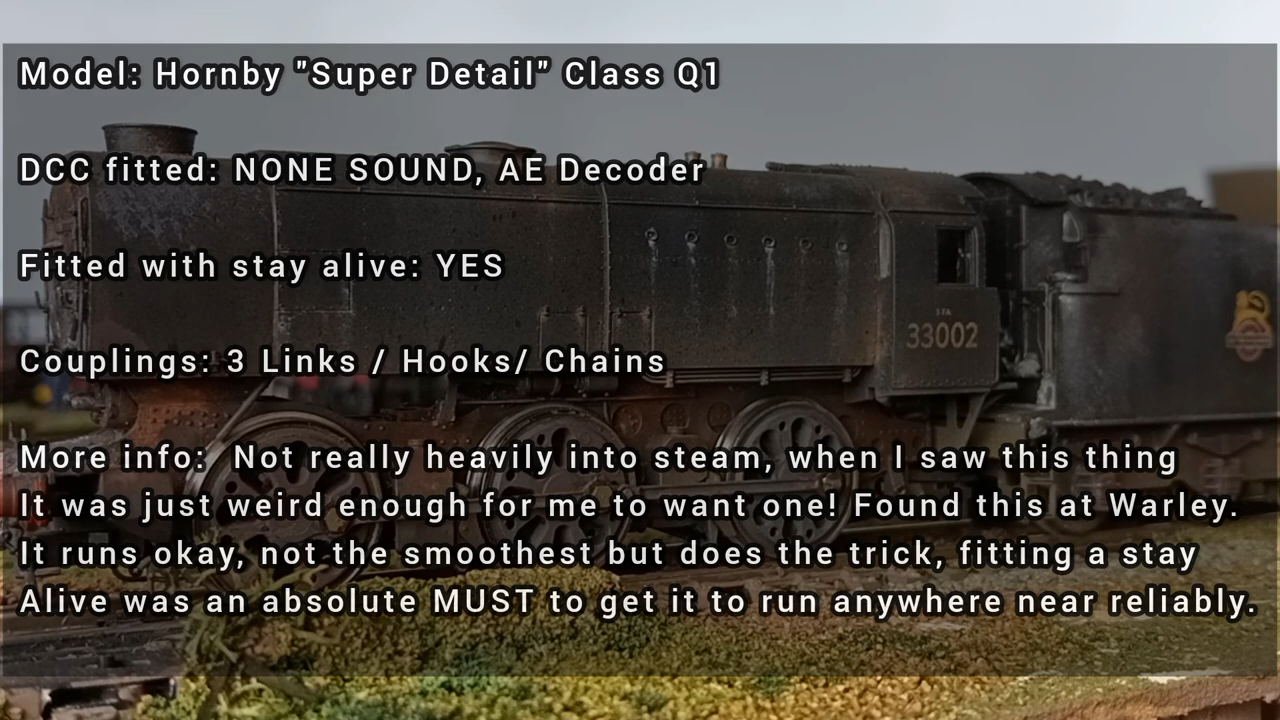 Model: Hornby "Super Detail" Class Q1
DCC fitted: NONE SOUND, AE Decoder
Fitted with stay alive: YES
5 FA
33002
Couplings: 3 Links / Hooks/ Chains
More info: Not really heavily into steam, when I saw this thing
It was just weird enough for me to want one! Found this at Warley.
It runs okay, not the smoothest but does the trick, fitting a stay
Alive was an absolute MUST to get it to run anywhere near reliably.